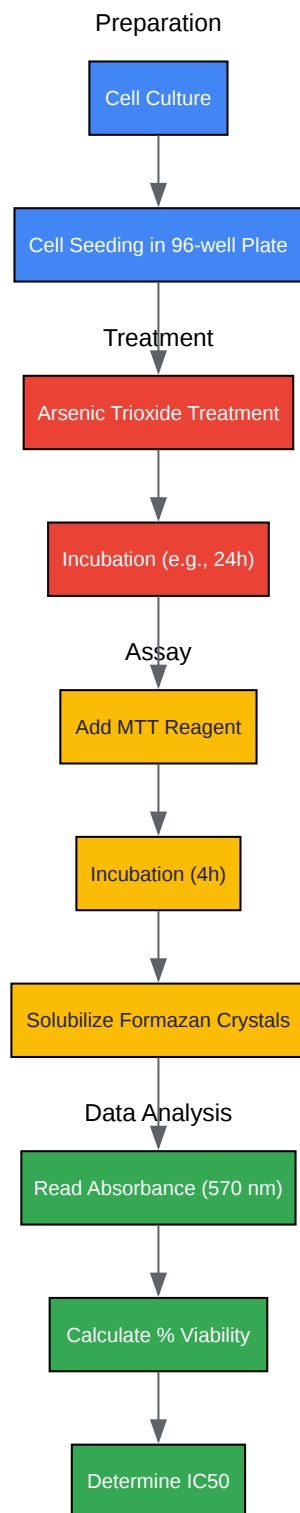 Preparation
Cell Culture
Cell Seeding in 96-well Plate
Treatment
Arsenic Trioxide Treatment
Incubation (e.g., 24h)
Assay
Add MTT Reagent
Incubation (4h)
Solubilize Formazan Crystals
Data Analysis
Read Absorbance (570 nm)
Calculate % Viability
Determine IC50